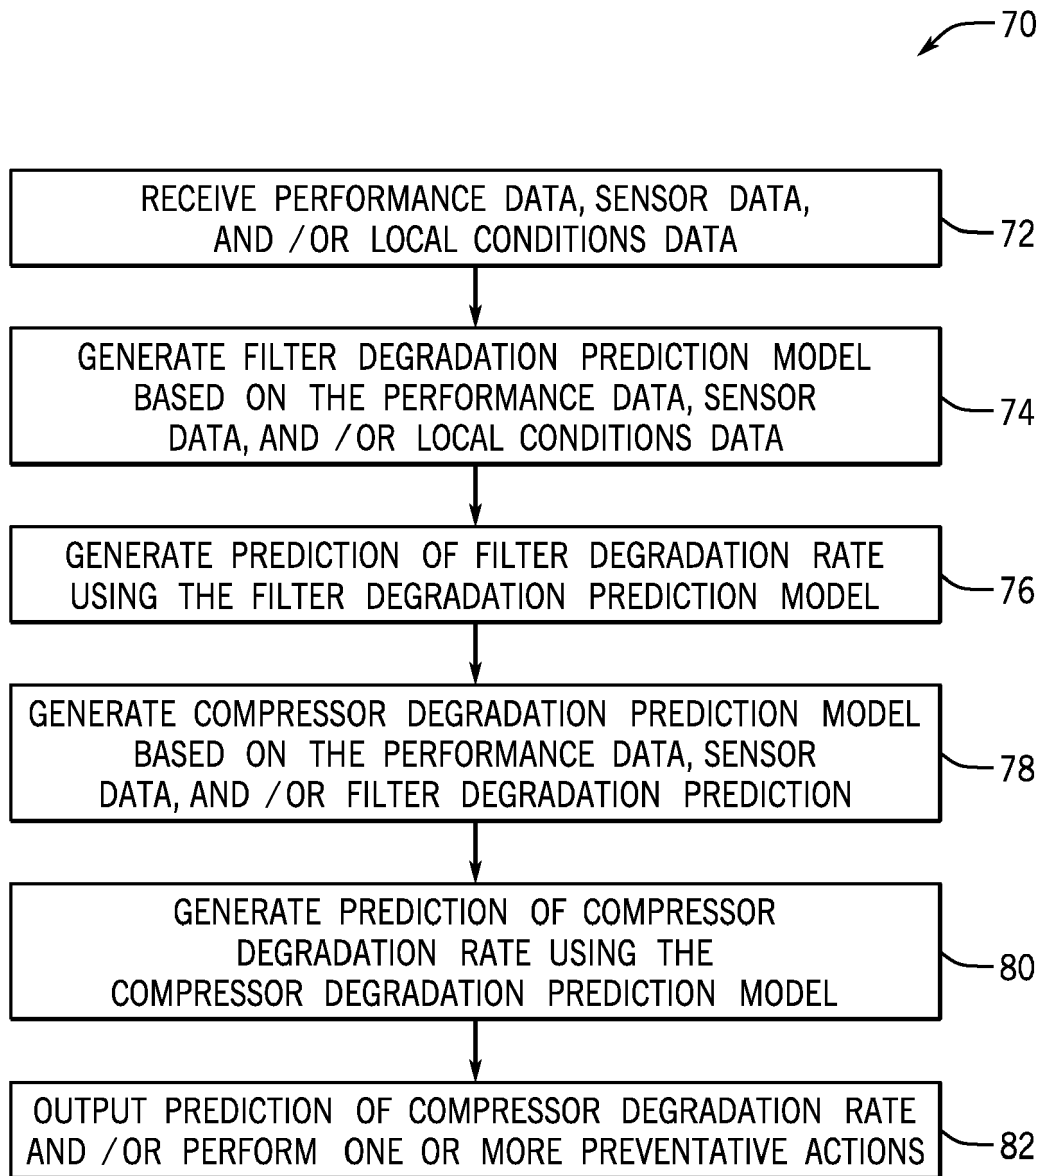 70
RECEIVE PERFORMANCE DATA, SENSOR DATA,
AND /OR LOCAL CONDITIONS DATA
72
GENERATE FILTER DEGRADATION PREDICTION MODEL
BASED ON THE PERFORMANCE DATA, SENSOR
DATA, AND /OR LOCAL CONDITIONS DATA
74
GENERATE PREDICTION OF FILTER DEGRADATION RATE
USING THE FILTER DEGRADATION PREDICTION MODEL
76
GENERATE COMPRESSOR DEGRADATION PREDICTION MODEL
BASED ON THE PERFORMANCE DATA, SENSOR
DATA, AND /OR FILTER DEGRADATION PREDICTION
78
GENERATE PREDICTION OF COMPRESSOR
DEGRADATION RATE USING THE
COMPRESSOR DEGRADATION PREDICTION MODEL
80
OUTPUT PREDICTION OF COMPRESSOR DEGRADATION RATE
AND /OR PERFORM ONE OR MORE PREVENTATIVE ACTIONS
82